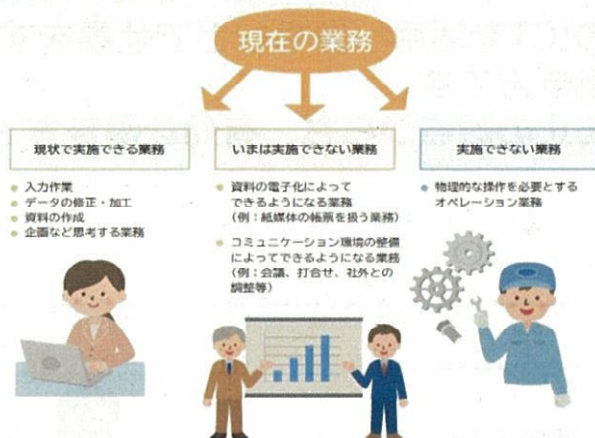 現在の業務
現状で実施できる業務
入力作業
データの修正・加工
資料の作成
企画など思考する業務
いまは実施できない業務
資料の電子化によって
できるようになる業務
（例：紙媒体の帳票を扱う業務）
コミュニケーション環境の整備
によってできるようになる業務
（例：会議、打合せ、社外との
調整等）
実施できない業務
物理的な操作を必要とする
オペレーション業務